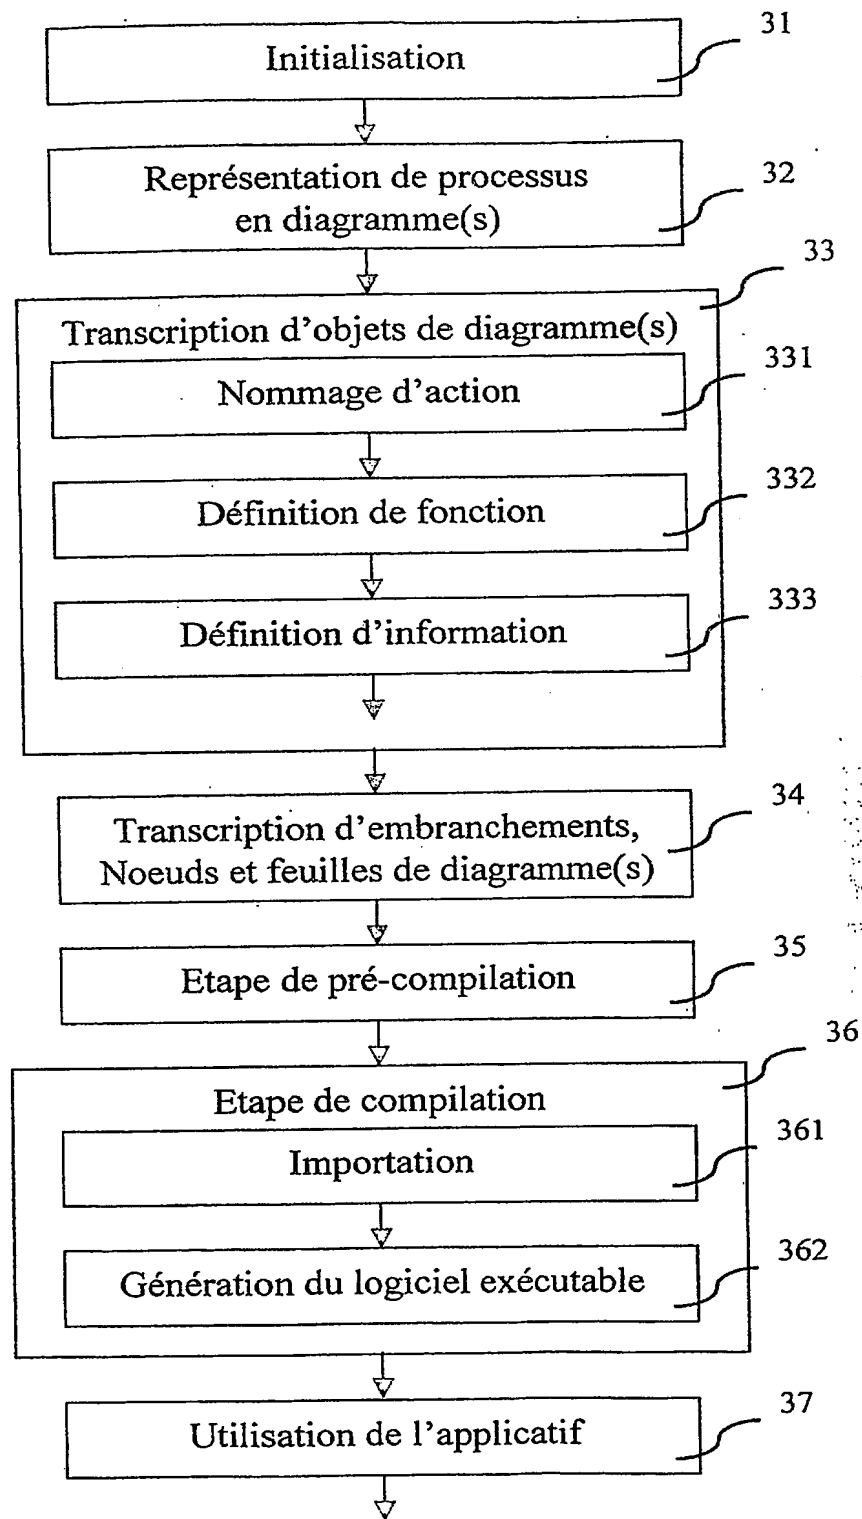 31
Initialisation
32
Représentation de processus
en diagramme(s)
33
Transcription d'objets de diagramme(s)
331
Nommage d'action
332
Définition de fonction
333
Définition d'information
34
Transcription d'embranchements,
Noeuds et feuilles de diagramme(s)
35
Etape de pré-compilation
36
Etape de compilation
361
Importation
362
Génération du logiciel exécutable
37
Utilisation de l'applicatif